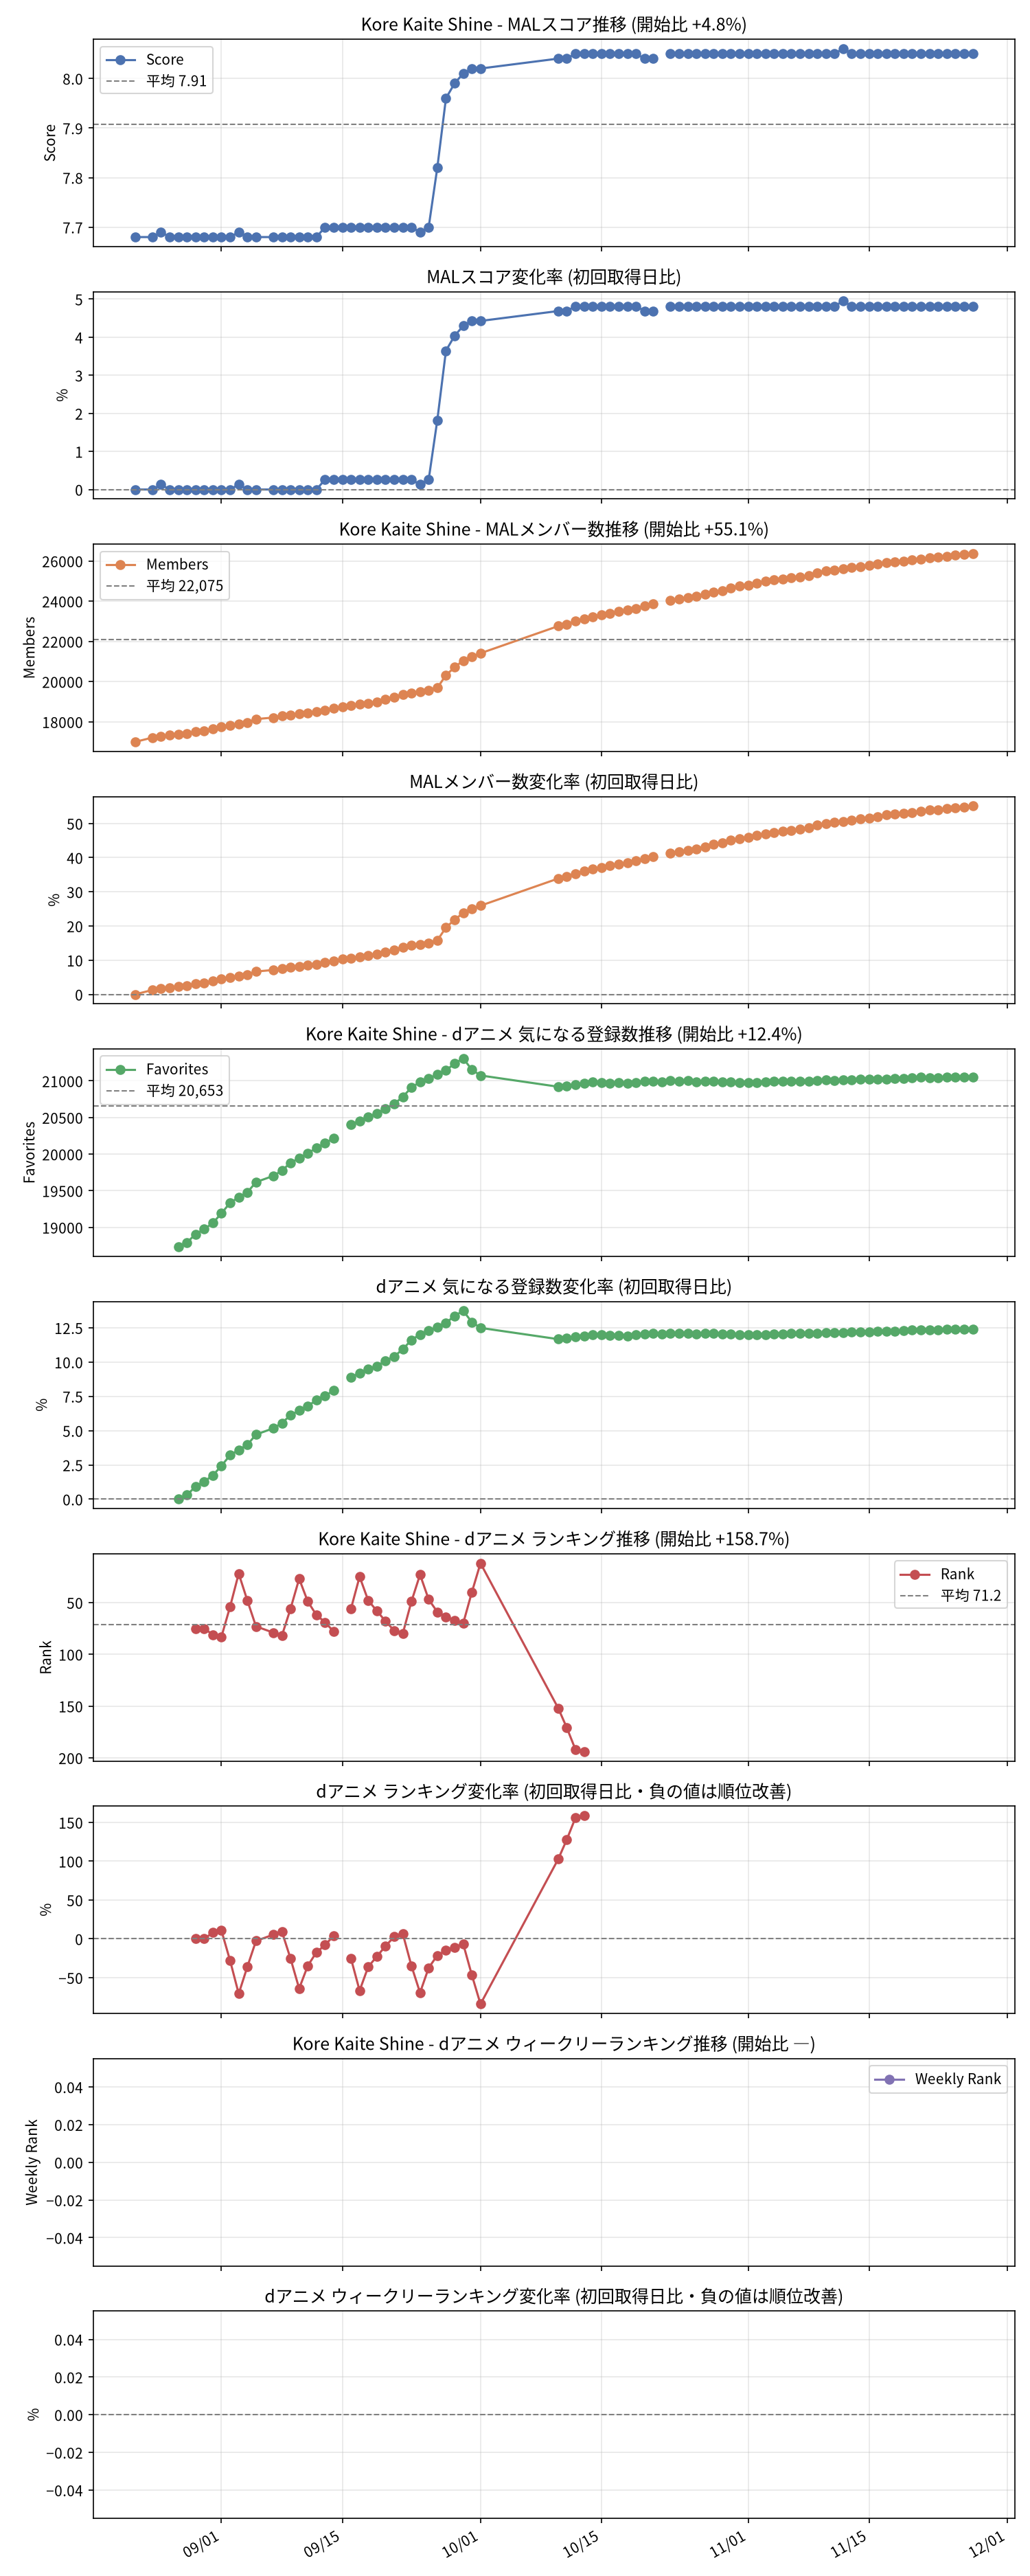 Kore Kaite Shine - MALスコア推移 (開始比 +4.8%)
Score
平均 7.91
8.0
7.9
7.8
7.7
Score
MALスコア変化率 (初回取得日比)
5
4
3
2
1
0
%
Kore Kaite Shine - MALメンバー数推移 (開始比 +55.1%)
Members
平均 22,075
26000
24000
22000
20000
18000
Members
MALメンバー数変化率 (初回取得日比)
50
40
30
20
10
0
%
Kore Kaite Shine - dアニメ 気になる登録数推移 (開始比 +12.4%)
Favorites
平均 20,653
21000
20500
20000
19500
19000
Favorites
dアニメ 気になる登録数変化率 (初回取得日比)
12.5
10.0
7.5
5.0
2.5
0.0
%
Kore Kaite Shine - dアニメ ランキング推移 (開始比 +158.7%)
Rank
平均 71.2
50
100
150
200
Rank
dアニメ ランキング変化率 (初回取得日比・負の値は順位改善)
150
100
50
0
−50
%
Kore Kaite Shine - dアニメ ウィークリーランキング推移 (開始比 —)
Weekly Rank
0.04
0.02
0.00
−0.02
−0.04
Weekly Rank
dアニメ ウィークリーランキング変化率 (初回取得日比・負の値は順位改善)
0.04
0.02
0.00
−0.02
−0.04
%
09/01
09/15
10/01
10/15
11/01
11/15
12/01